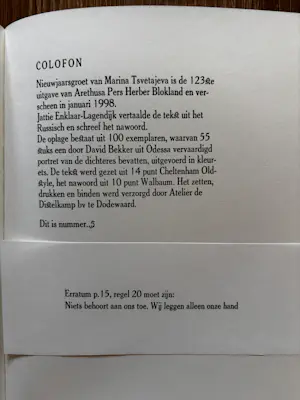 COLOFON
Nieuwjaarsgroet van Marina Tsvetajeva is de 123ste
uitgave van Arethusa Pers Herber Blokland en ver-
scheen in januari 1998.
Jattie Enklaar-Lagendijk vertaalde de tekst uit het
Russisch en schreef het nawoord.
De oplage bestaat uit 100 exemplaren, waarvan 55
stuks een door David Bekker uit Odessa vervaardigd
portret van de dichteres bevatten, uitgevoerd in kleur-
ets. De tekst werd gezet uit 14 punt Cheltenham Old-
style, het nawoord uit 10 punt Walbaum. Het zetten,
drukken en binden werd verzorgd door Atelier de
Distelkamp bv te Dodewaard.
Dit is nummer..5
Erratum p.15, regel 20 moet zijn:
Niets behoort aan ons toe. Wij leggen alleen onze hand